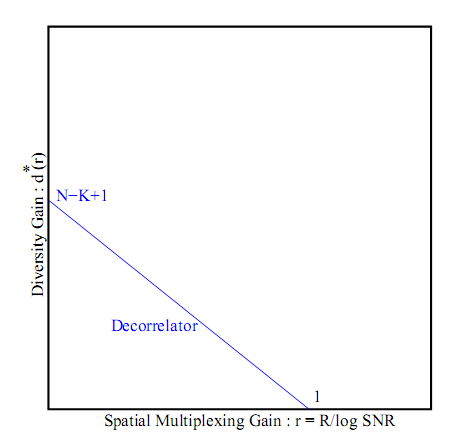 Diversity Gain : d*(r)
N−K+1
Decorrelator
1
Spatial Multiplexing Gain : r = R/log SNR